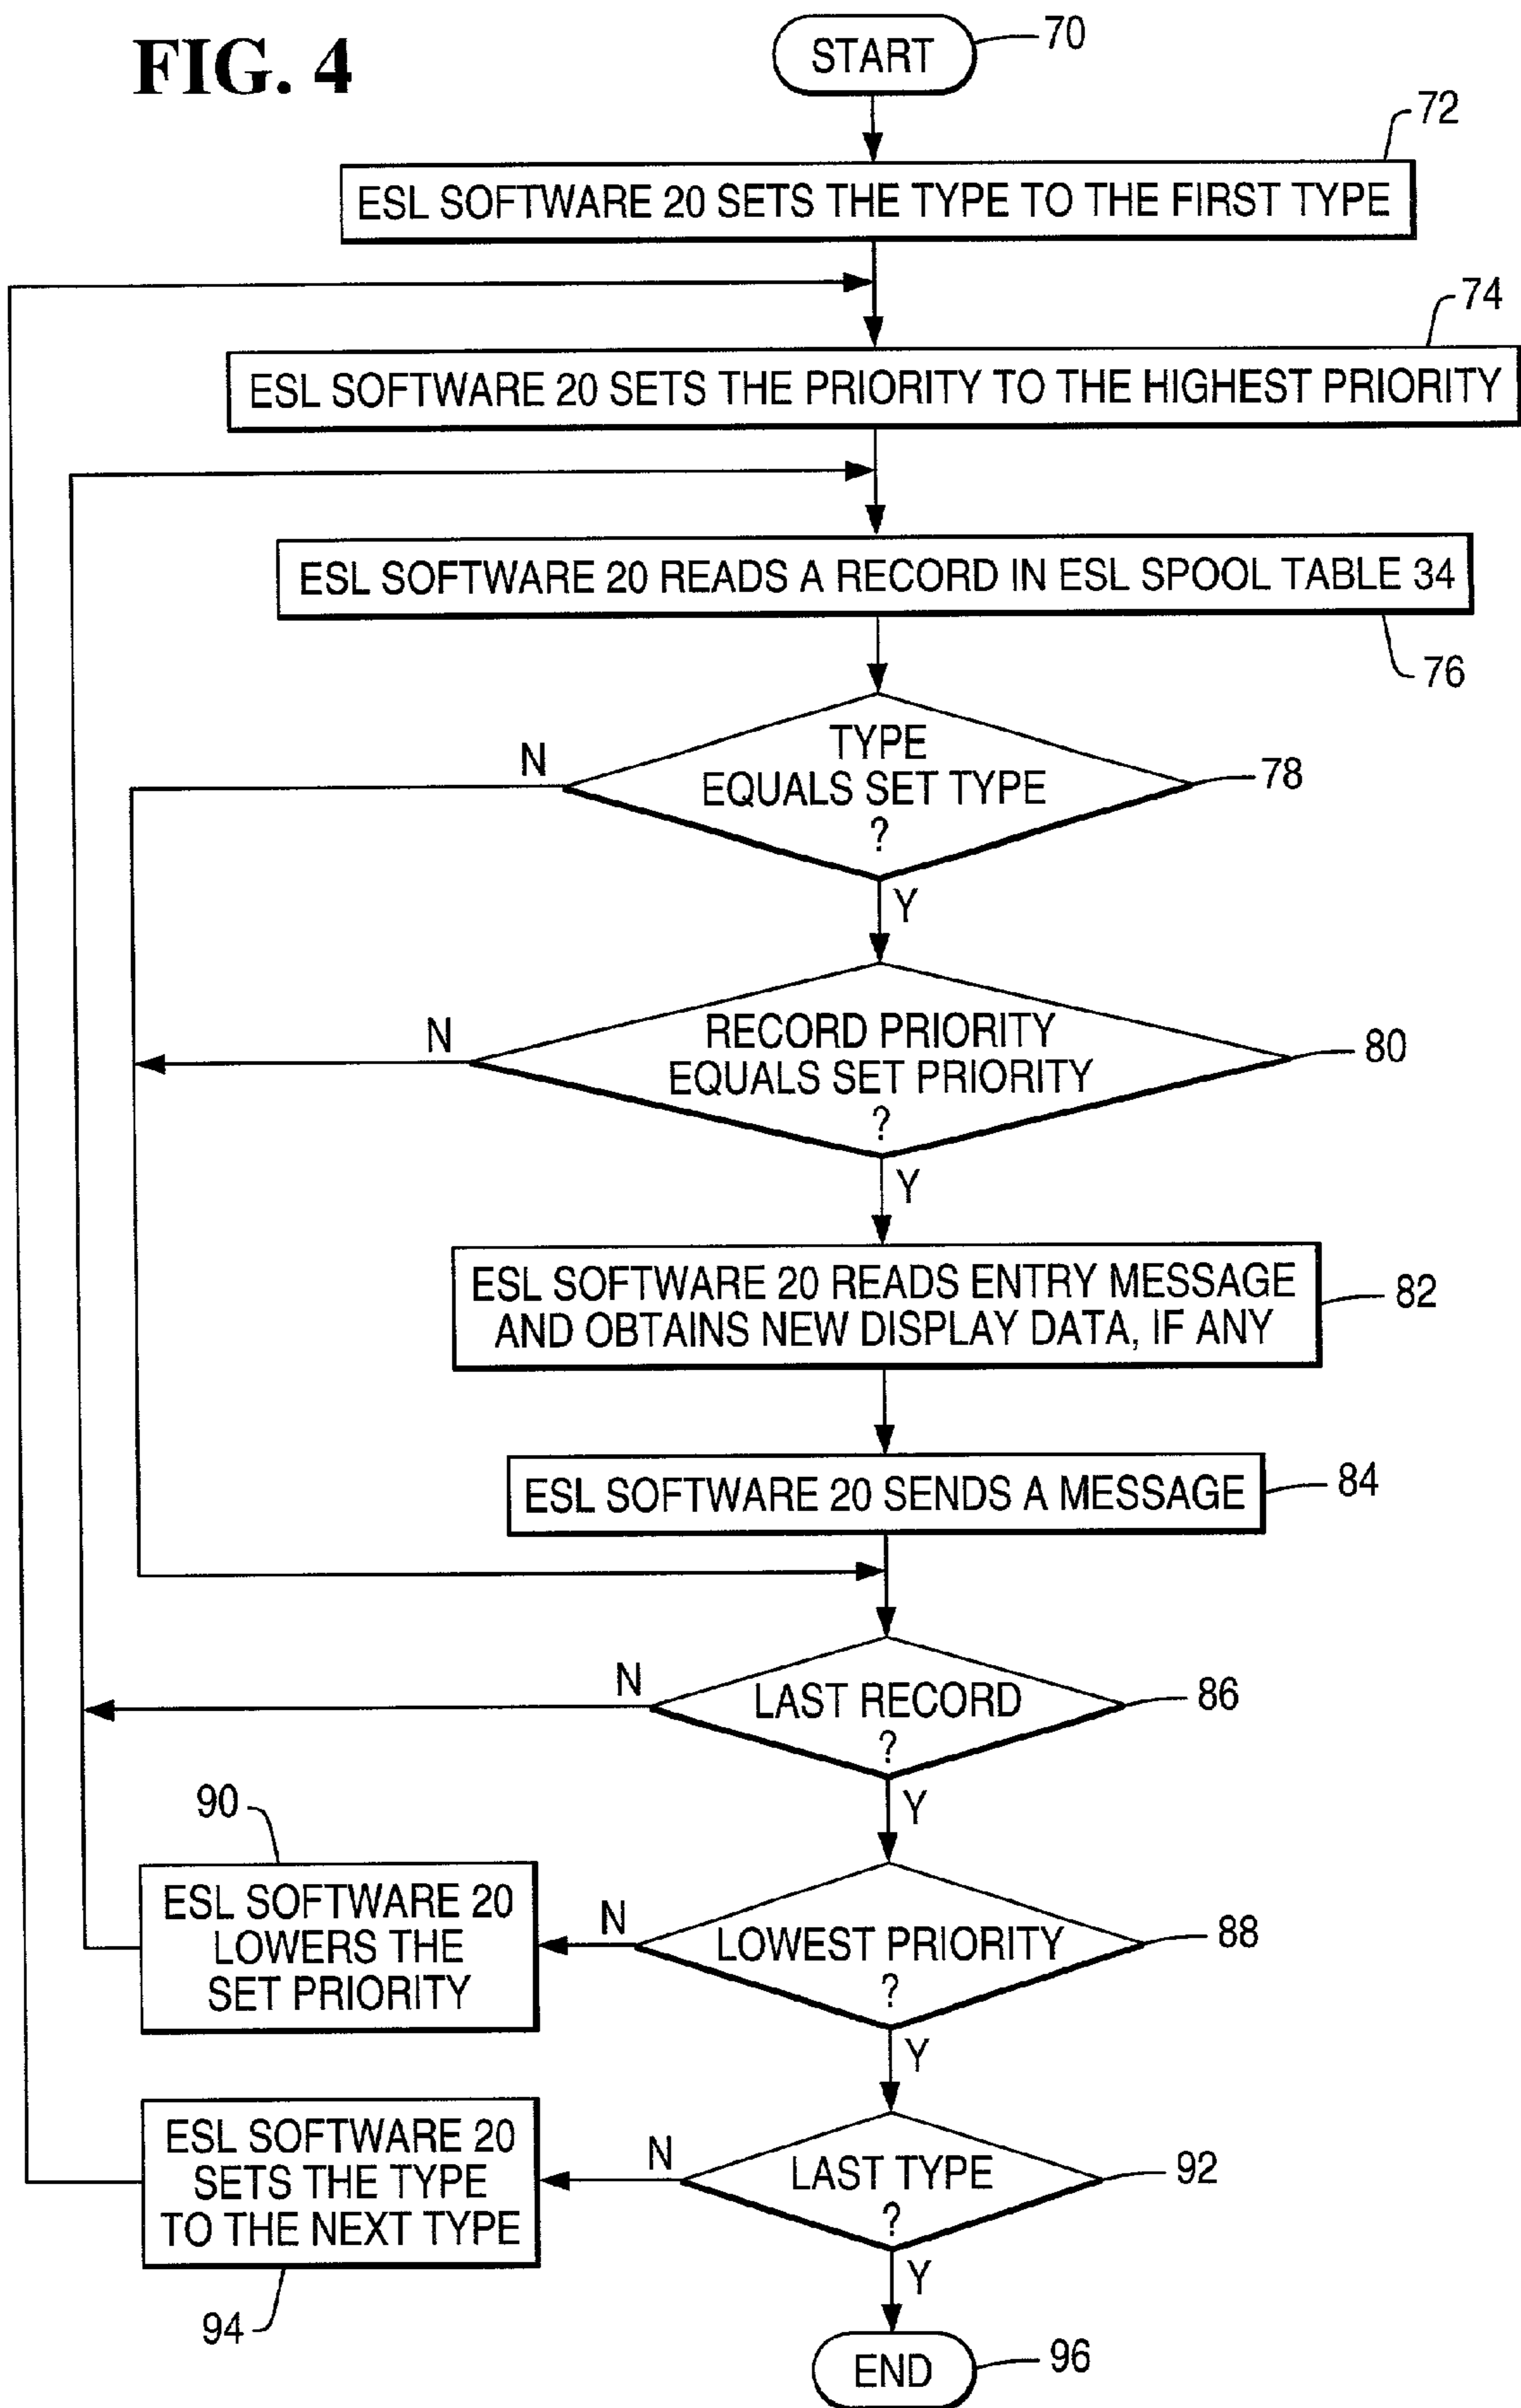 FIG. 4
START
70
72
ESL SOFTWARE 20 SETS THE TYPE TO THE FIRST TYPE
74
ESL SOFTWARE 20 SETS THE PRIORITY TO THE HIGHEST PRIORITY
ESL SOFTWARE 20 READS A RECORD IN ESL SPOOL TABLE 34
76
TYPE
EQUALS SET TYPE
?
N
78
Y
RECORD PRIORITY
EQUALS SET PRIORITY
?
N
80
Y
ESL SOFTWARE 20 READS ENTRY MESSAGE
AND OBTAINS NEW DISPLAY DATA, IF ANY
82
ESL SOFTWARE 20 SENDS A MESSAGE
84
N
LAST RECORD
?
86
Y
90
ESL SOFTWARE 20
LOWERS THE
SET PRIORITY
N
LOWEST PRIORITY
?
88
Y
ESL SOFTWARE 20
SETS THE TYPE
TO THE NEXT TYPE
94
N
LAST TYPE
?
92
Y
END
96